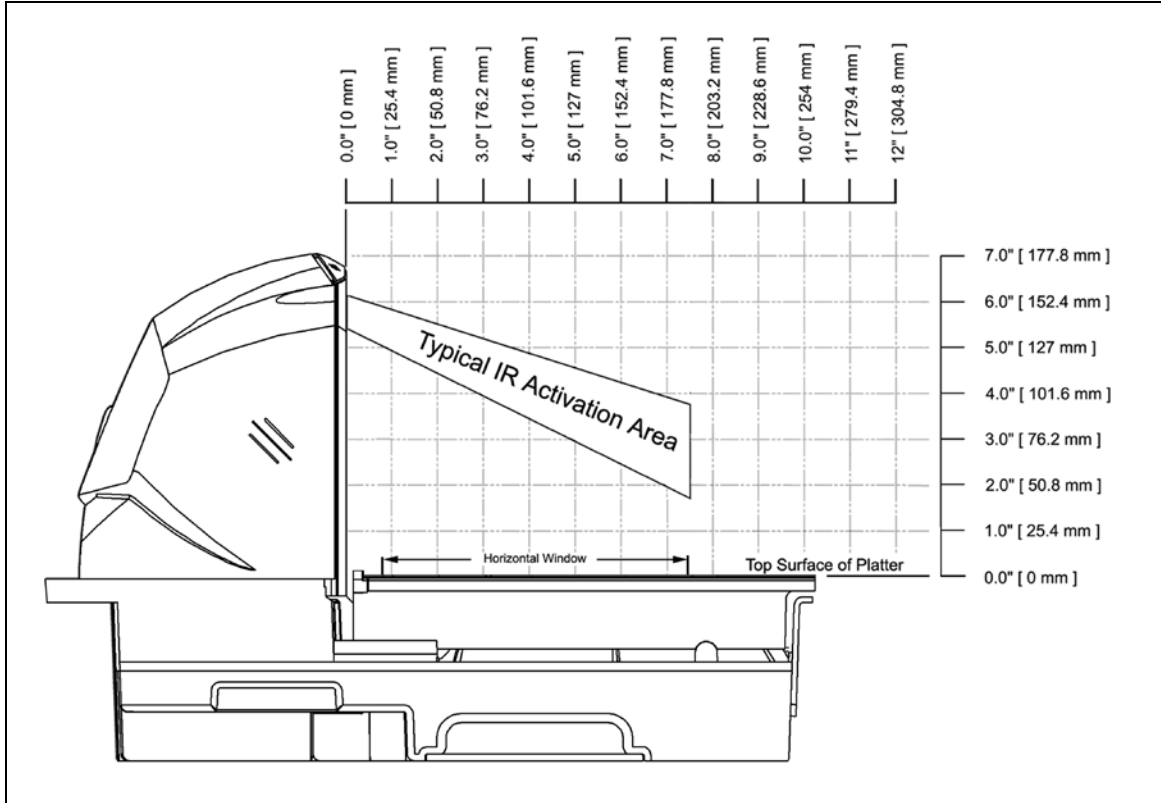 0.0" [ 0 mm ]
1.0" [ 25.4 mm ]
2.0" [ 50.8 mm ]
3.0" [ 76.2 mm ]
4.0" [ 101.6 mm ]
5.0" [ 127 mm ]
6.0" [ 152.4 mm ]
7.0" [ 177.8 mm ]
8.0" [ 203.2 mm ]
9.0" [ 228.6 mm ]
10.0" [ 254 mm ]
11" [ 279.4 mm ]
12" [ 304.8 mm ]
7.0" [ 177.8 mm ]
6.0" [ 152.4 mm ]
5.0" [ 127 mm ]
4.0" [ 101.6 mm ]
3.0" [ 76.2 mm ]
2.0" [ 50.8 mm ]
1.0" [ 25.4 mm ]
0.0" [ 0 mm ]
Typical IR Activation Area
Horizontal Window
Top Surface of Platter